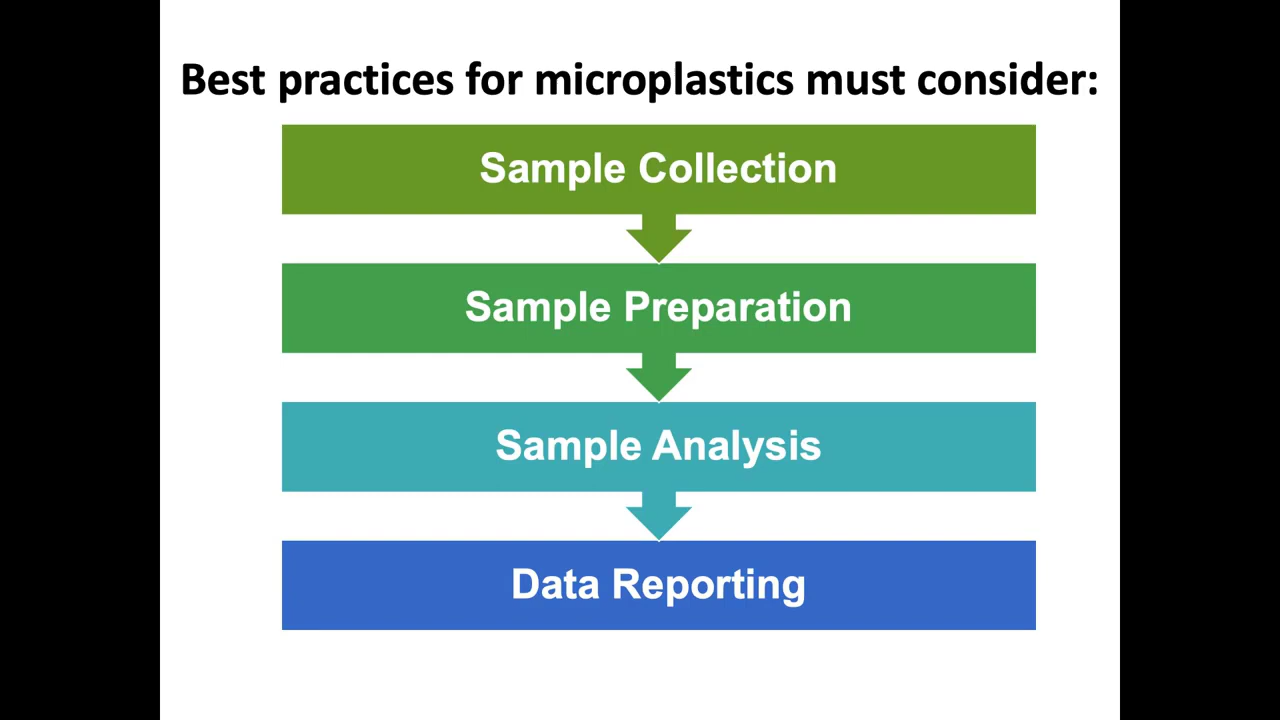 Best practices for microplastics must consider:
Sample Collection
Sample Preparation
Sample Analysis
Data Reporting